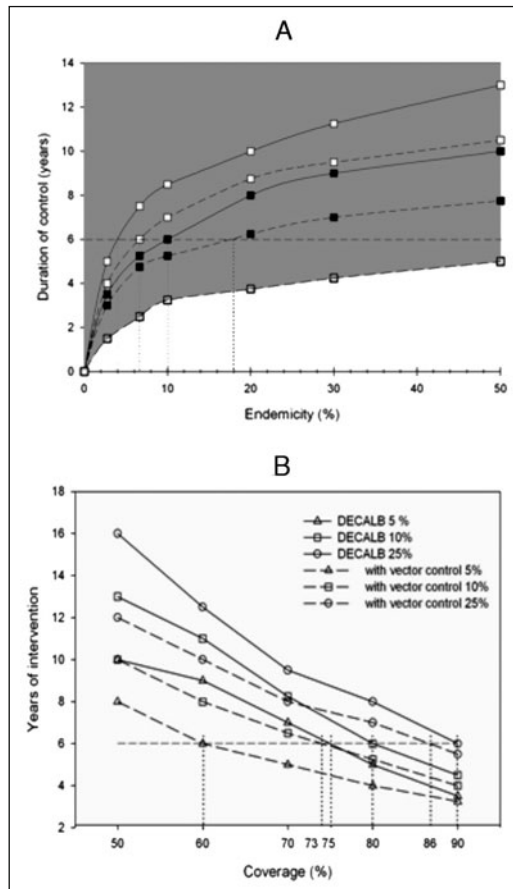 A
14
12
10
8
6
4
2
0
Duration of control (years)
0 10 20 30 40 50
Endemicity (%)
B
18
16
14
12
10
8
6
4
2
Years of intervention
DECALB 5 %
DECALB 10%
DECALB 25%
with vector control 5%
with vector control 10%
with vector control 25%
50 60 70 73 75 80 86 90
Coverage (%)